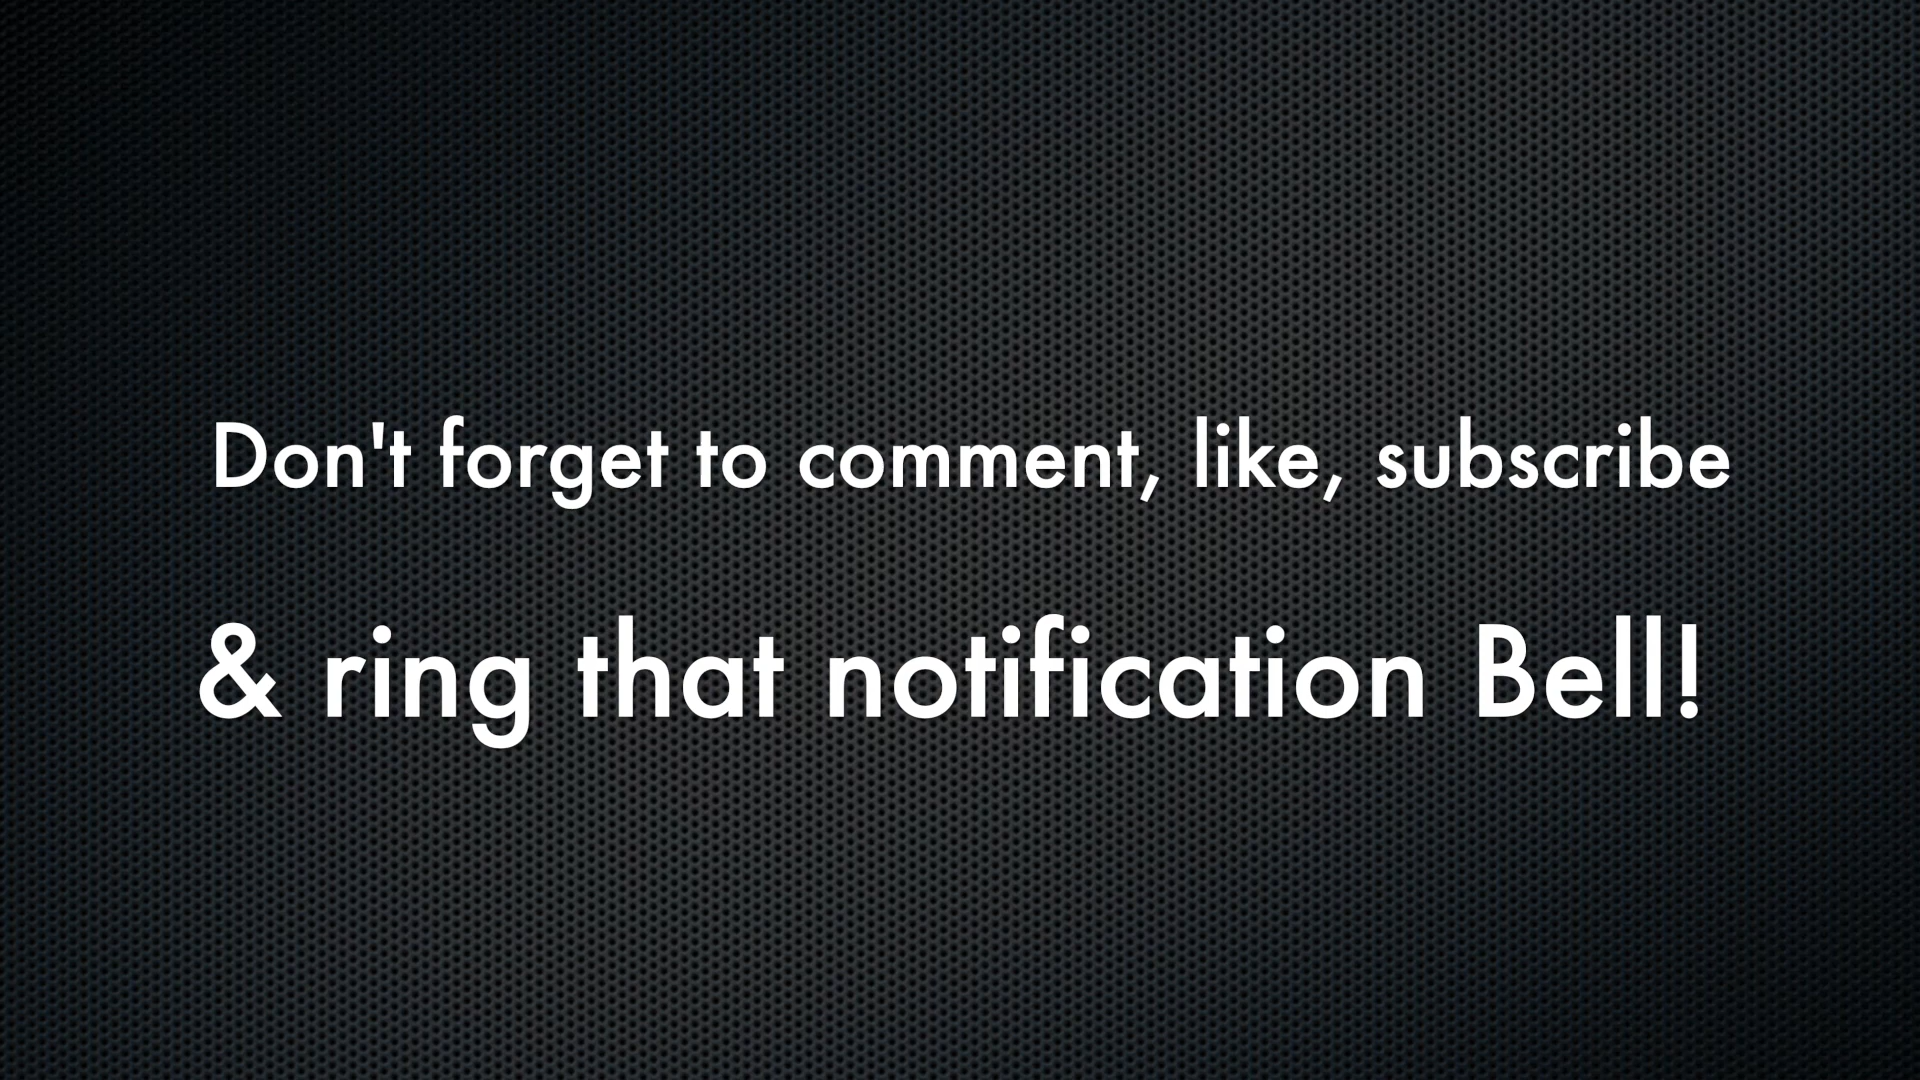 Don't forget to comment, like, subscribe
& ring that notification Bell!